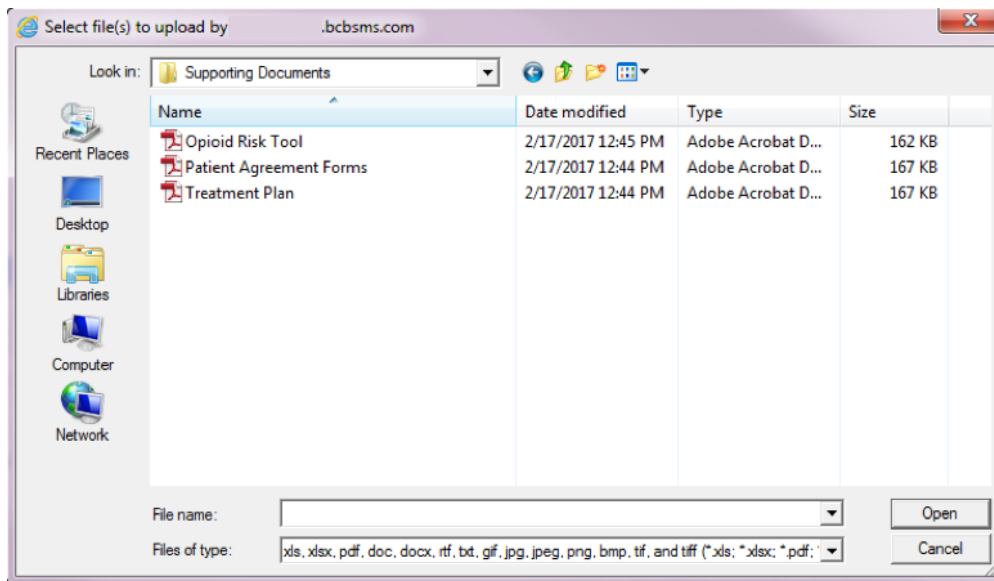 Select file(s) to upload by .bcbsms.com
Look in: Supporting Documents
Name Date modified Type Size
Opioid Risk Tool 2/17/2017 12:45 PM Adobe Acrobat D... 162 KB
Patient Agreement Forms 2/17/2017 12:44 PM Adobe Acrobat D... 167 KB
Treatment Plan 2/17/2017 12:44 PM Adobe Acrobat D... 167 KB
Recent Places
Desktop
Libraries
Computer
Network
File name: Open
Files of type: xls, xlsx, pdf, doc, docx, rtf, txt, gif, jpg, jpeg, png, bmp, tif, and tiff (*.xls; *.xlsx; *.pdf; Cancel